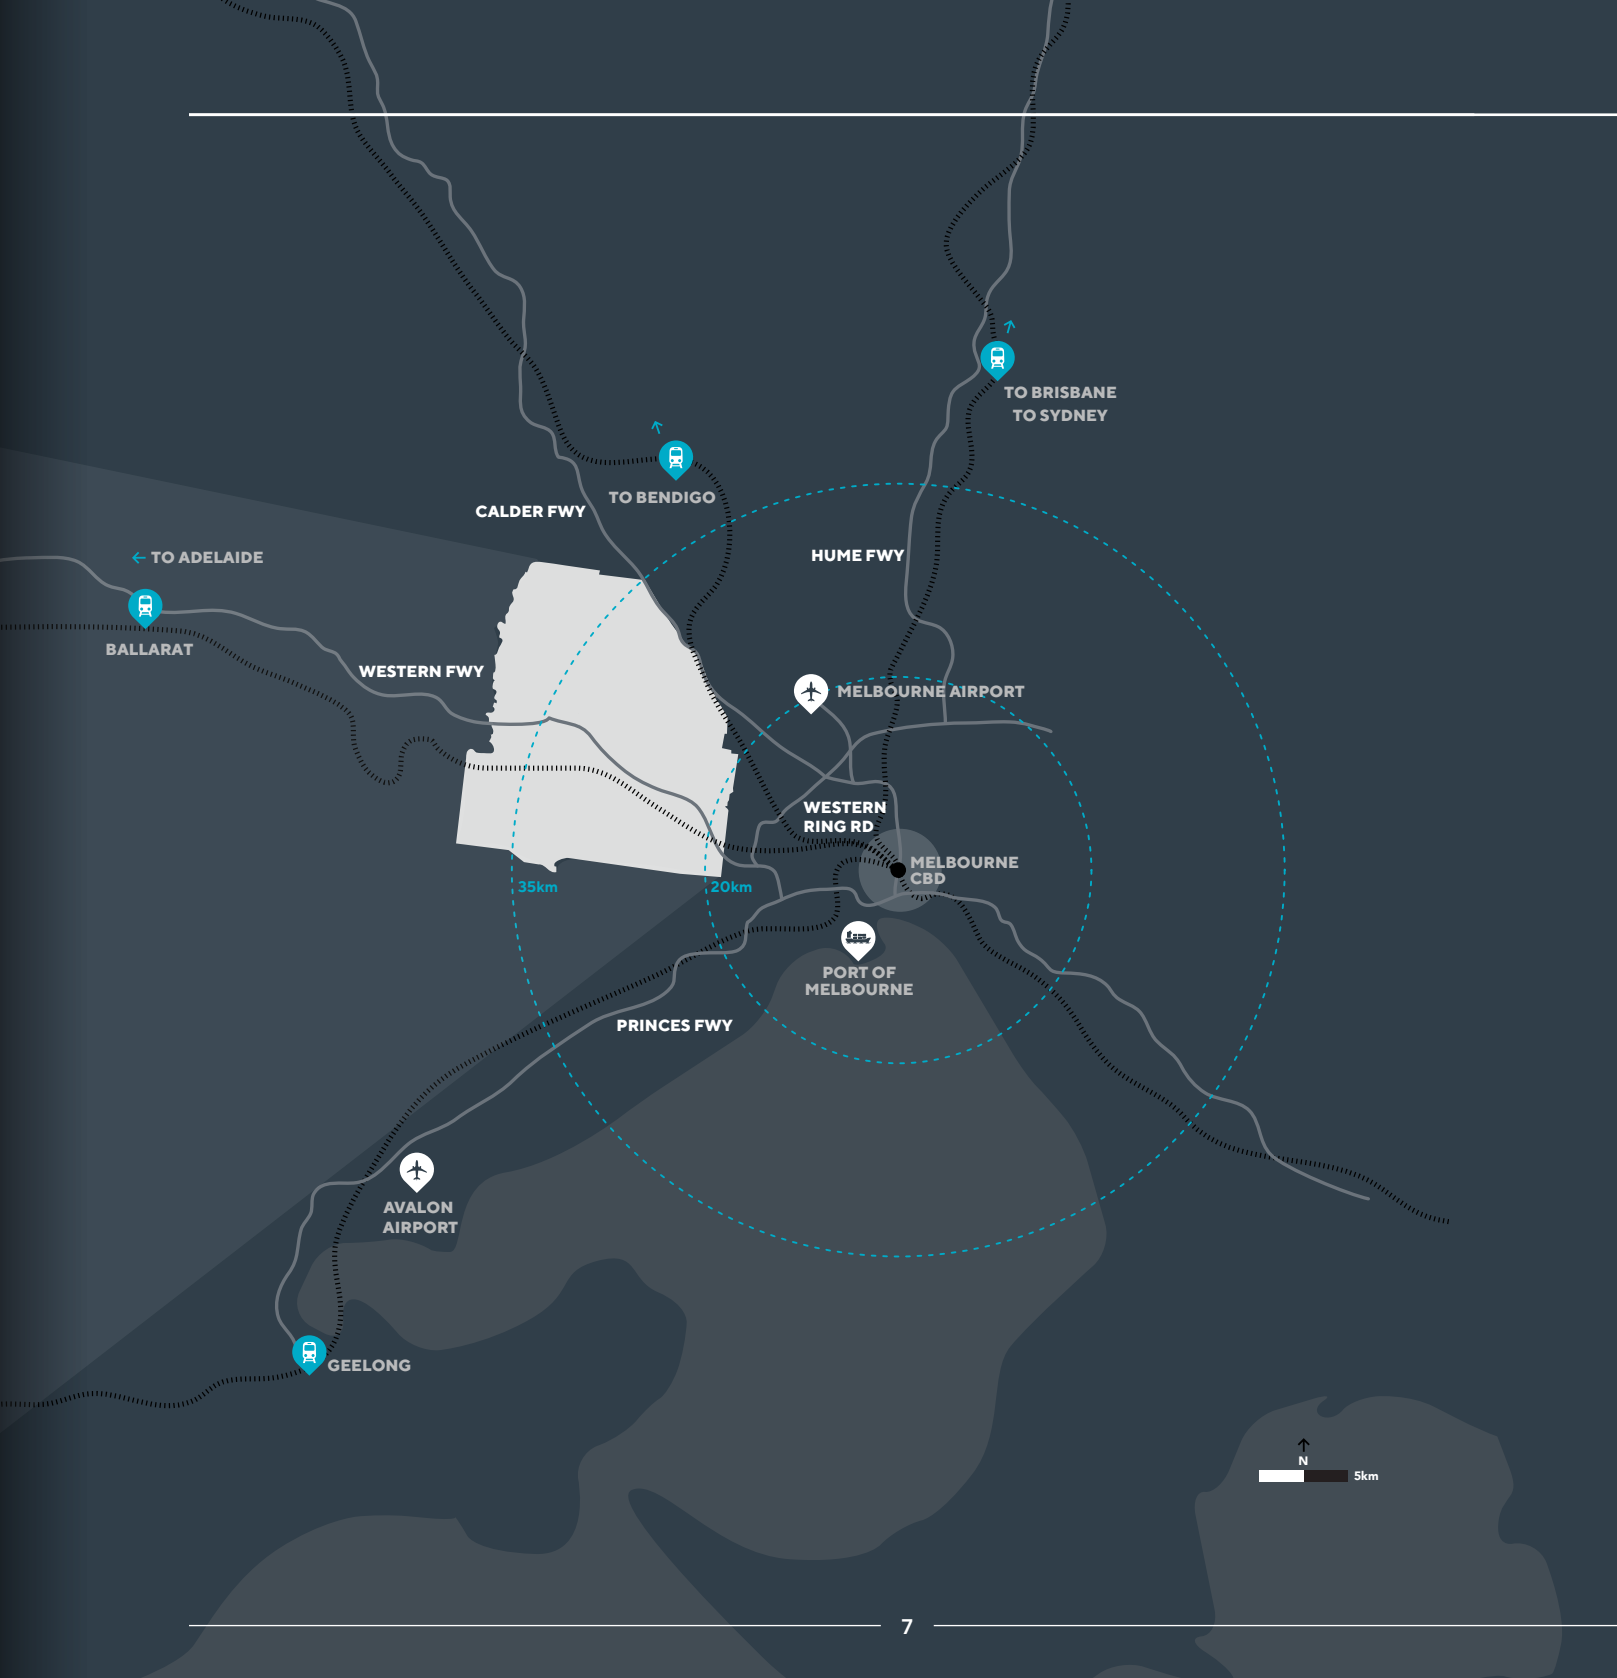 TO BRISBANE
TO SYDNEY
TO BENDIGO
CALDER FWY
HUME FWY
← TO ADELAIDE
BALLARAT
WESTERN FWY
MELBOURNE AIRPORT
WESTERN
RING RD
MELBOURNE
CBD
35km
20km
PORT OF
MELBOURNE
PRINCES FWY
AVALON
AIRPORT
GEELONG
N
5km
7